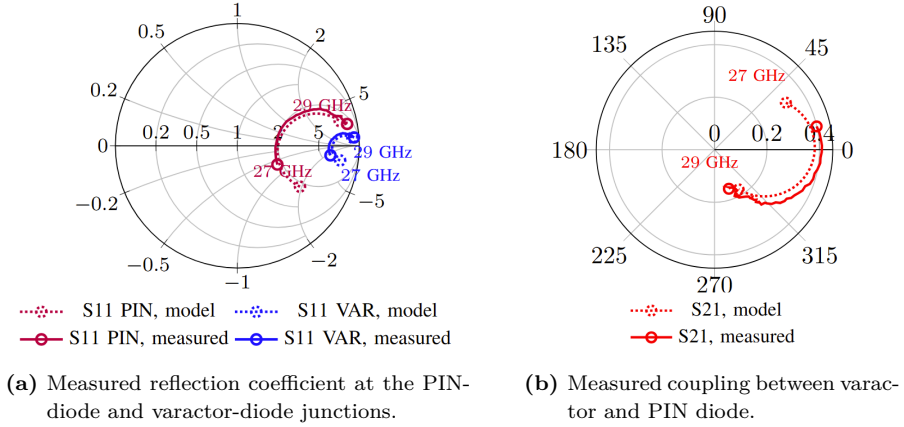 1
0.5
2
0.2
5
29 GHz
0
0.2
0.5
1
2
5
29 GHz
27 GHz
27 GHz
−0.2
−5
−0.5
−2
−1
S11 PIN, model
S11 VAR, model
S11 PIN, measured
S11 VAR, measured
(a) Measured reflection coefficient at the PIN-
diode and varactor-diode junctions.
90
135
45
27 GHz
0
0.2
0.4
180
0
29 GHz
225
315
270
S21, model
S21, measured
(b) Measured coupling between varac-
tor and PIN diode.